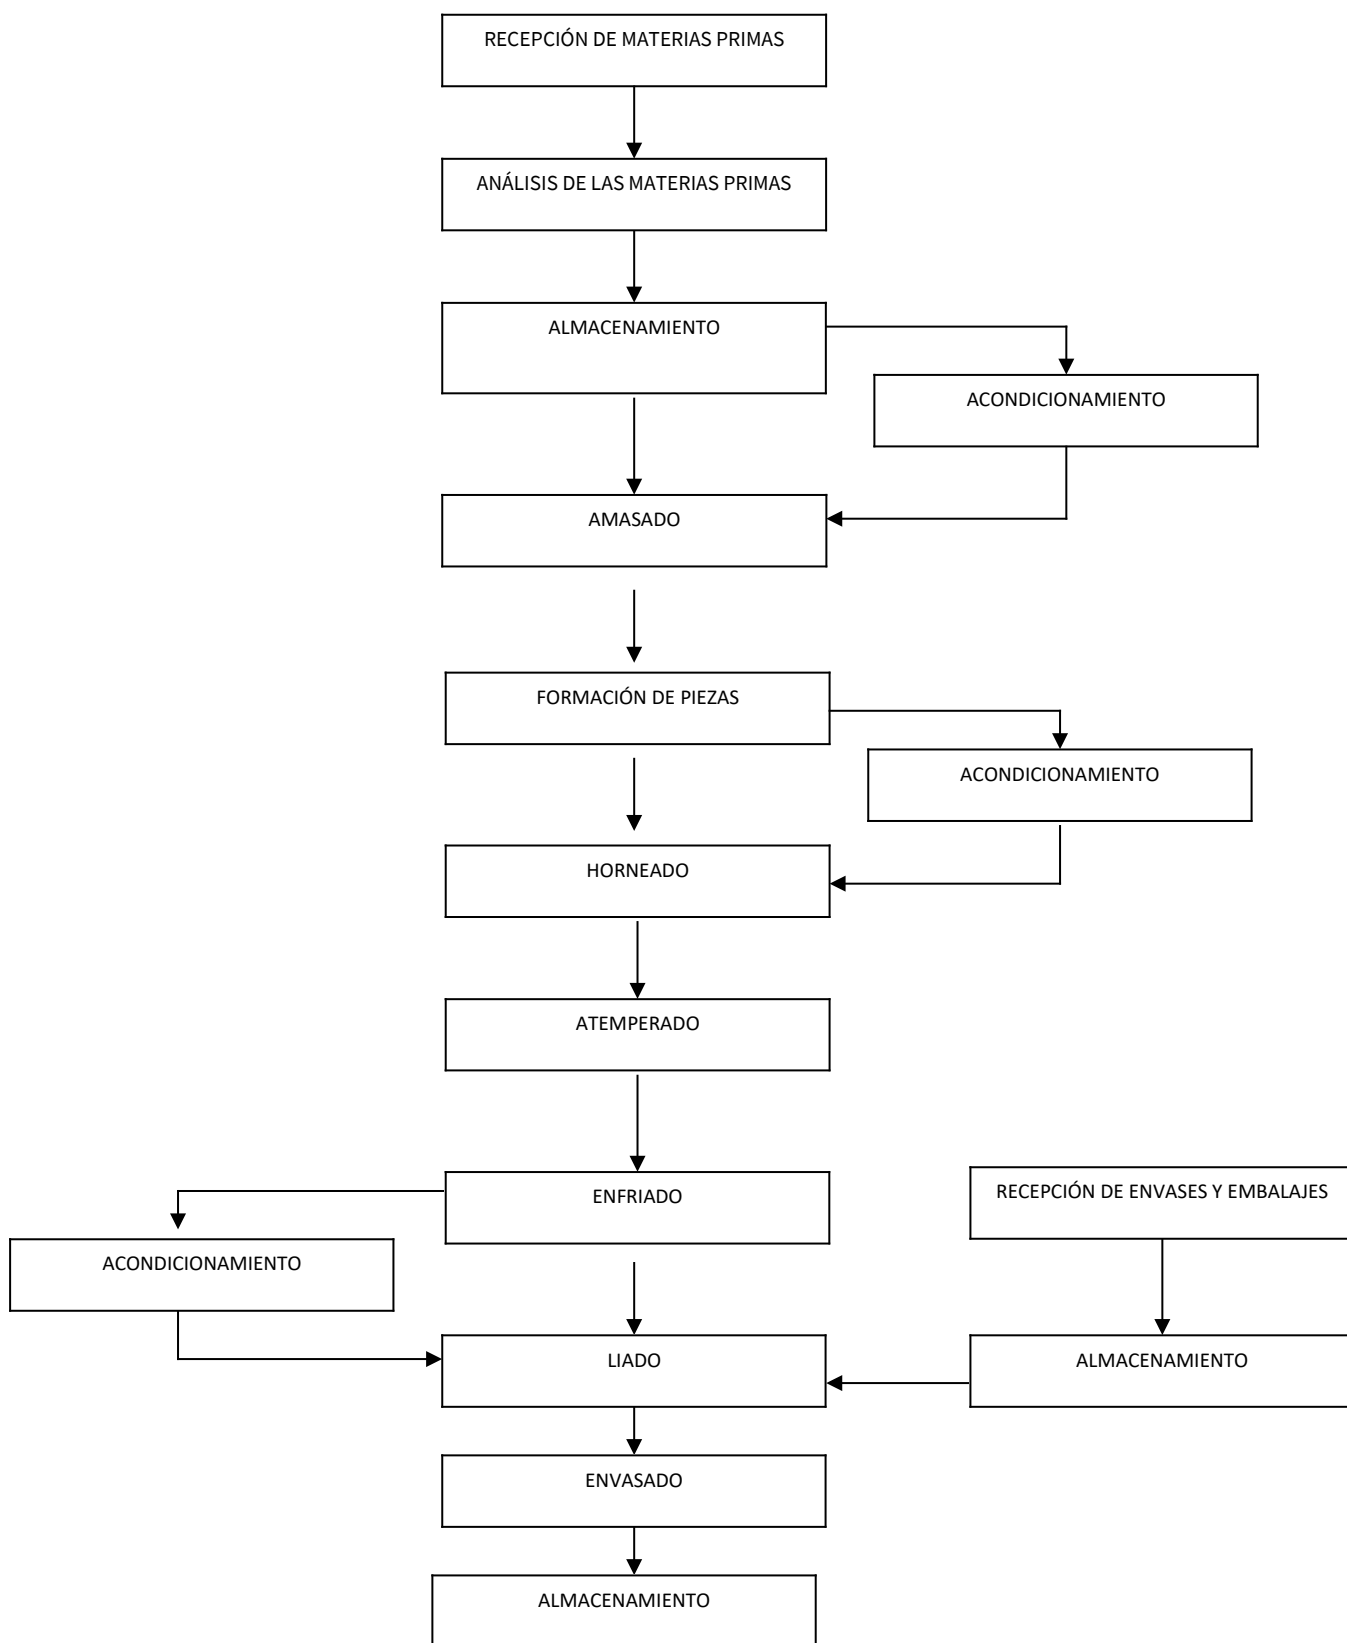 RECEPCIÓN DE MATERIAS PRIMAS
ANÁLISIS DE LAS MATERIAS PRIMAS
ALMACENAMIENTO
ACONDICIONAMIENTO
AMASADO
FORMACIÓN DE PIEZAS
ACONDICIONAMIENTO
HORNEADO
ATEMPERADO
ENFRIADO
RECEPCIÓN DE ENVASES Y EMBALAJES
ACONDICIONAMIENTO
LIADO
ALMACENAMIENTO
ENVASADO
ALMACENAMIENTO